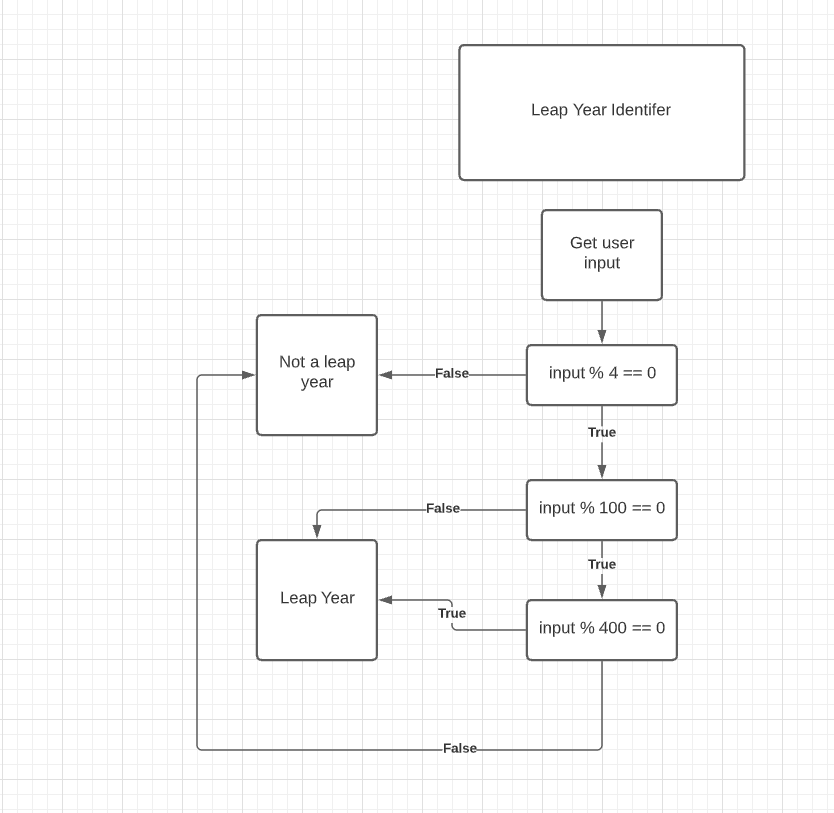 Leap Year Identifer
Get user
input
Not a leap
year
False
input % 4 == 0
True
False
input % 100 == 0
True
Leap Year
True
input % 400 == 0
False